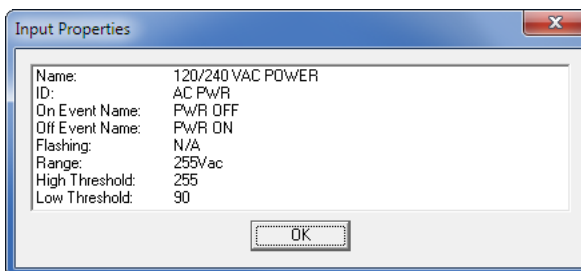 Input Properties
Name: 120/240 VAC POWER
ID: AC PWR
On Event Name: PWR OFF
Off Event Name: PWR ON
Flashing: N/A
Range: 255Vac
High Threshold: 255
Low Threshold: 90
OK